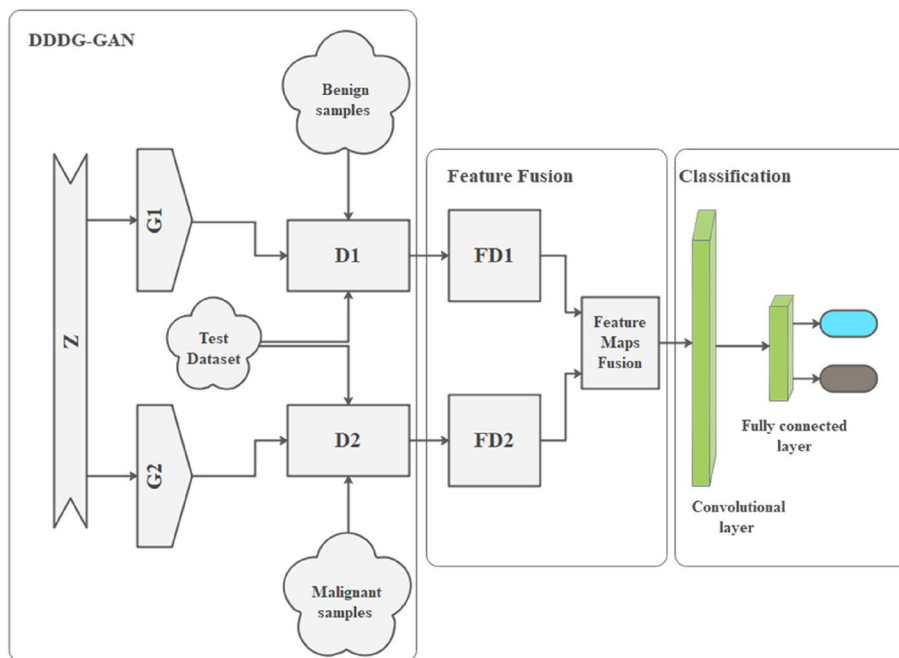 DDDG-GAN
Benign
samples
Z
G1
D1
Test
Dataset
G2
D2
Malignant
samples
Feature Fusion
FD1
FD2
Feature
Maps
Fusion
Classification
Fully connected
layer
Convolutional
layer